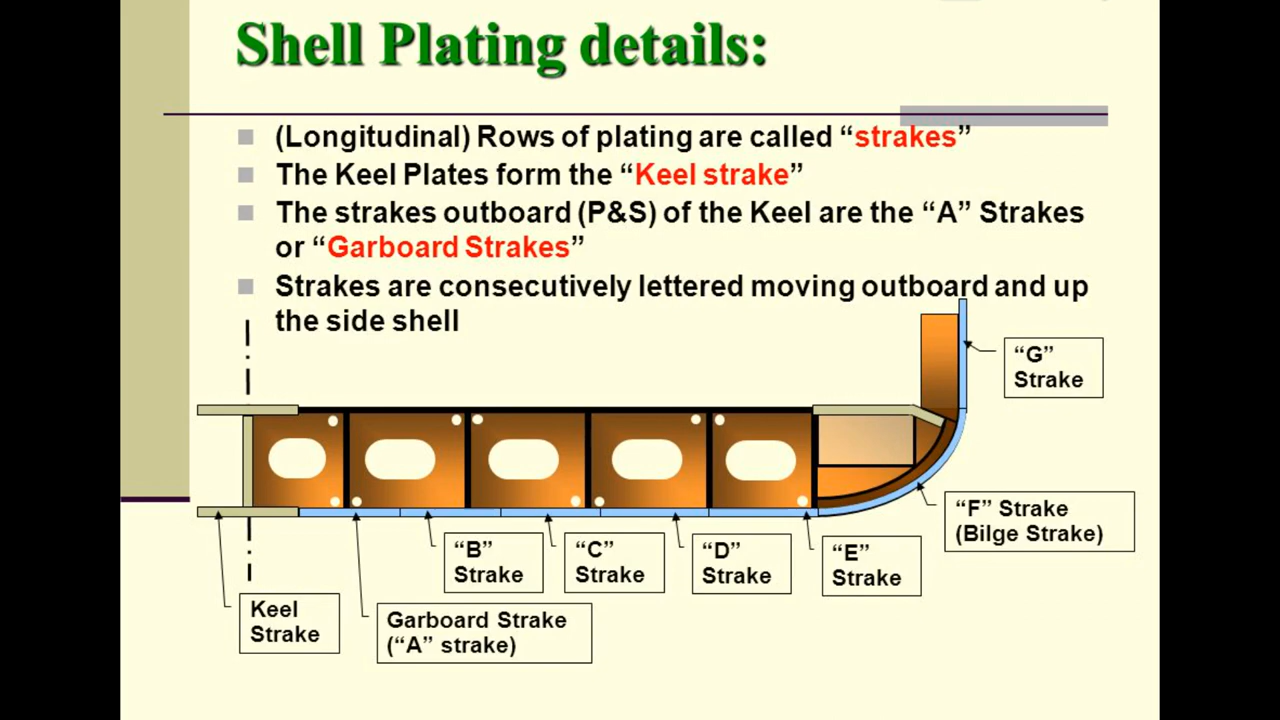 Shell Plating details:
(Longitudinal) Rows of plating are called “strakes”
The Keel Plates form the “Keel strake”
The strakes outboard (P&S) of the Keel are the “A” Strakes
or “Garboard Strakes”
Strakes are consecutively lettered moving outboard and up
the side shell
“G”
Strake
“F” Strake
(Bilge Strake)
“B”
Strake
“C”
Strake
“D”
Strake
“E”
Strake
Keel
Strake
Garboard Strake
(“A” strake)